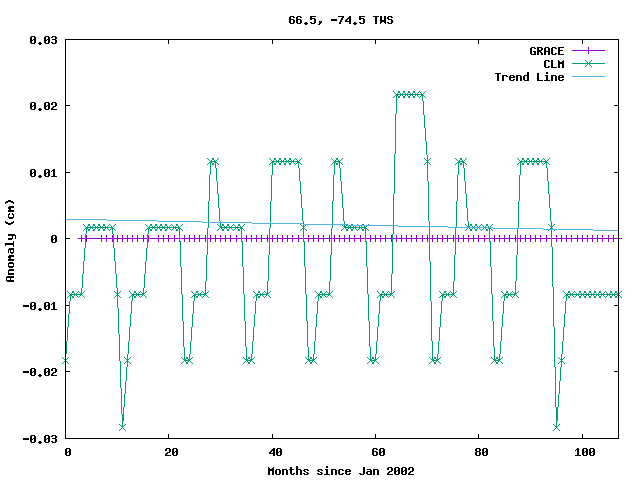 66.5, -74.5 TWS
GRACE
CLM
Trend Line
0.03
0.02
0.01
0
-0.01
-0.02
-0.03
Anomaly (cm)
0 20 40 60 80 100
Months since Jan 2002